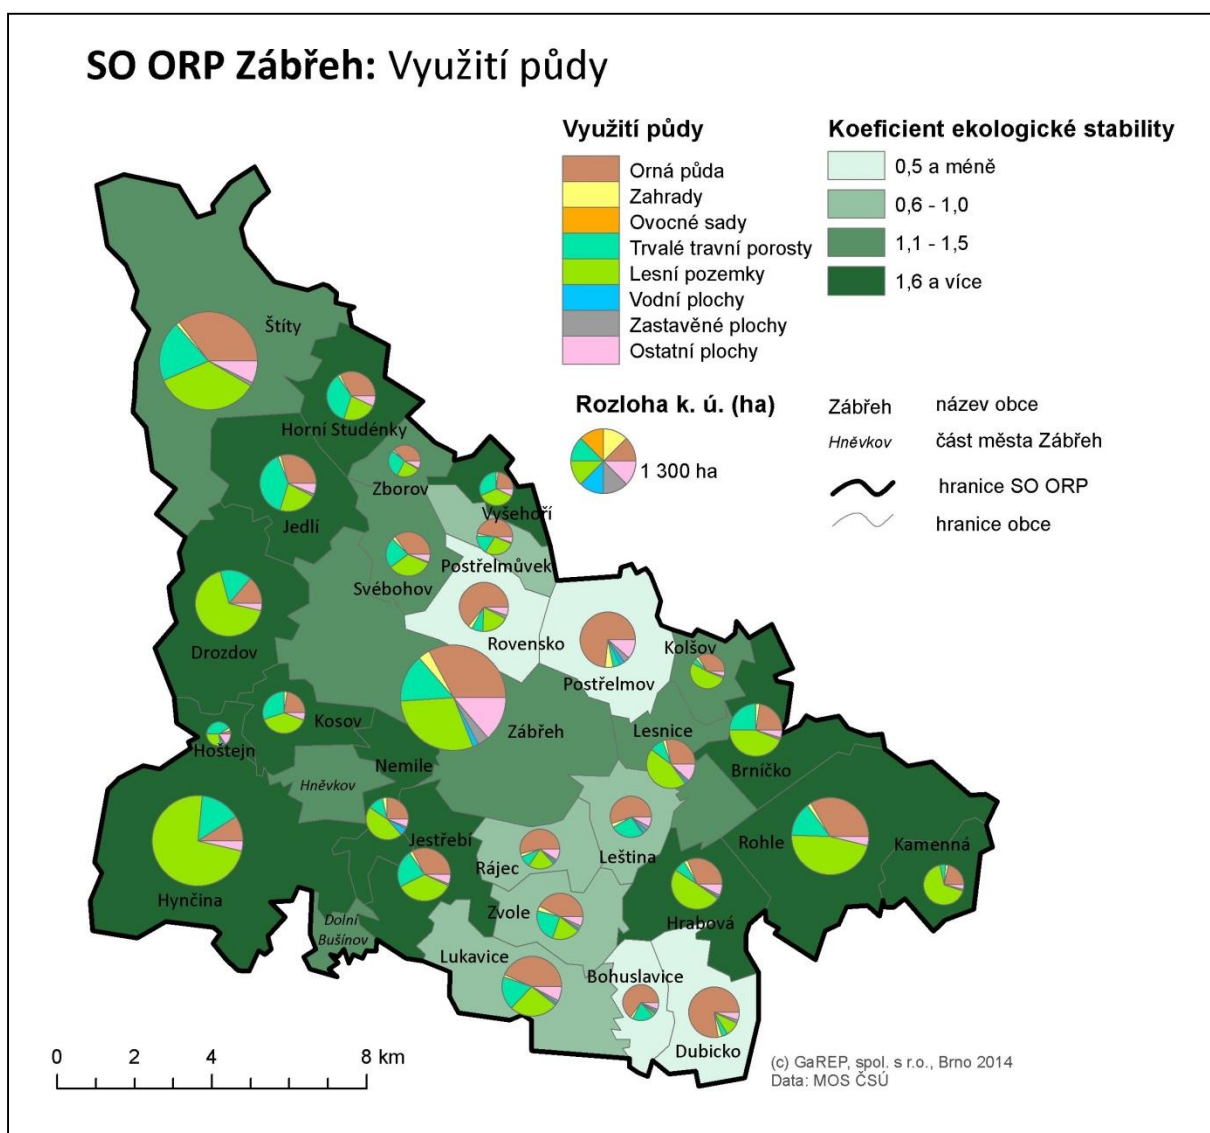 SO ORP Zábřeh: Využití půdy
Využití půdy
Orná půda
Zahrady
Ovocné sady
Trvalé travní porosty
Lesní pozemky
Vodní plochy
Zastavěné plochy
Ostatní plochy
Koeficient ekologické stability
0,5 a méně
0,6 - 1,0
1,1 - 1,5
1,6 a více
Rozloha k. ú. (ha)
1 300 ha
Zábřeh název obce
Hněvkov část města Zábřeh
hranice SO ORP
hranice obce
Štíty
Horní Studénky
Zborov
Jedlí
Vyšehoří
Postřelmůvek
Svébohov
Rovensko
Drozdov
Kolšov
Postřelmov
Kosov
Zábřeh
Lesnice
Hoštejn
Nemile
Brníčko
Hněvkov
Jestřebí
Rohle
Kamenná
Leština
Rájec
Hynčina
Zvole
Hrabová
Dolní
Bušínov
Lukavice
Bohuslavice
Dubicko
0 2 4 8 km
(c) GaREP, spol. s r.o., Brno 2014
Data: MOS ČSÚ